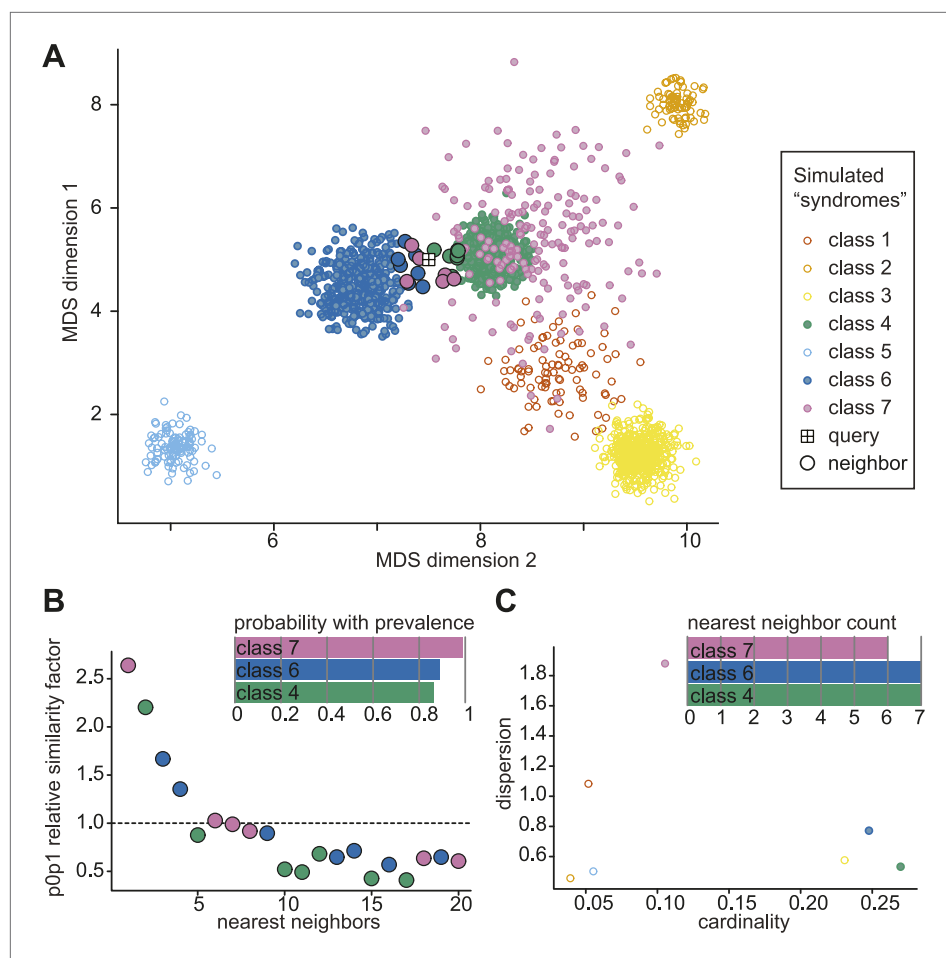 A
MDS dimension 1
8
6
4
2
6
8
10
MDS dimension 2
Simulated
"syndromes"
class 1
class 2
class 3
class 4
class 5
class 6
class 7
query
neighbor
B
p0p1 relative similarity factor
2.5
2.0
1.5
1.0
0.5
5
10
15
20
nearest neighbors
probability with prevalence
class 7
class 6
class 4
0 0.2 0.4 0.6 0.8 1
C
dispersion
1.8
1.6
1.4
1.2
1.0
0.8
0.6
0.05 0.10 0.15 0.20 0.25
cardinality
nearest neighbor count
class 7
class 6
class 4
0 1 2 3 4 5 6 7